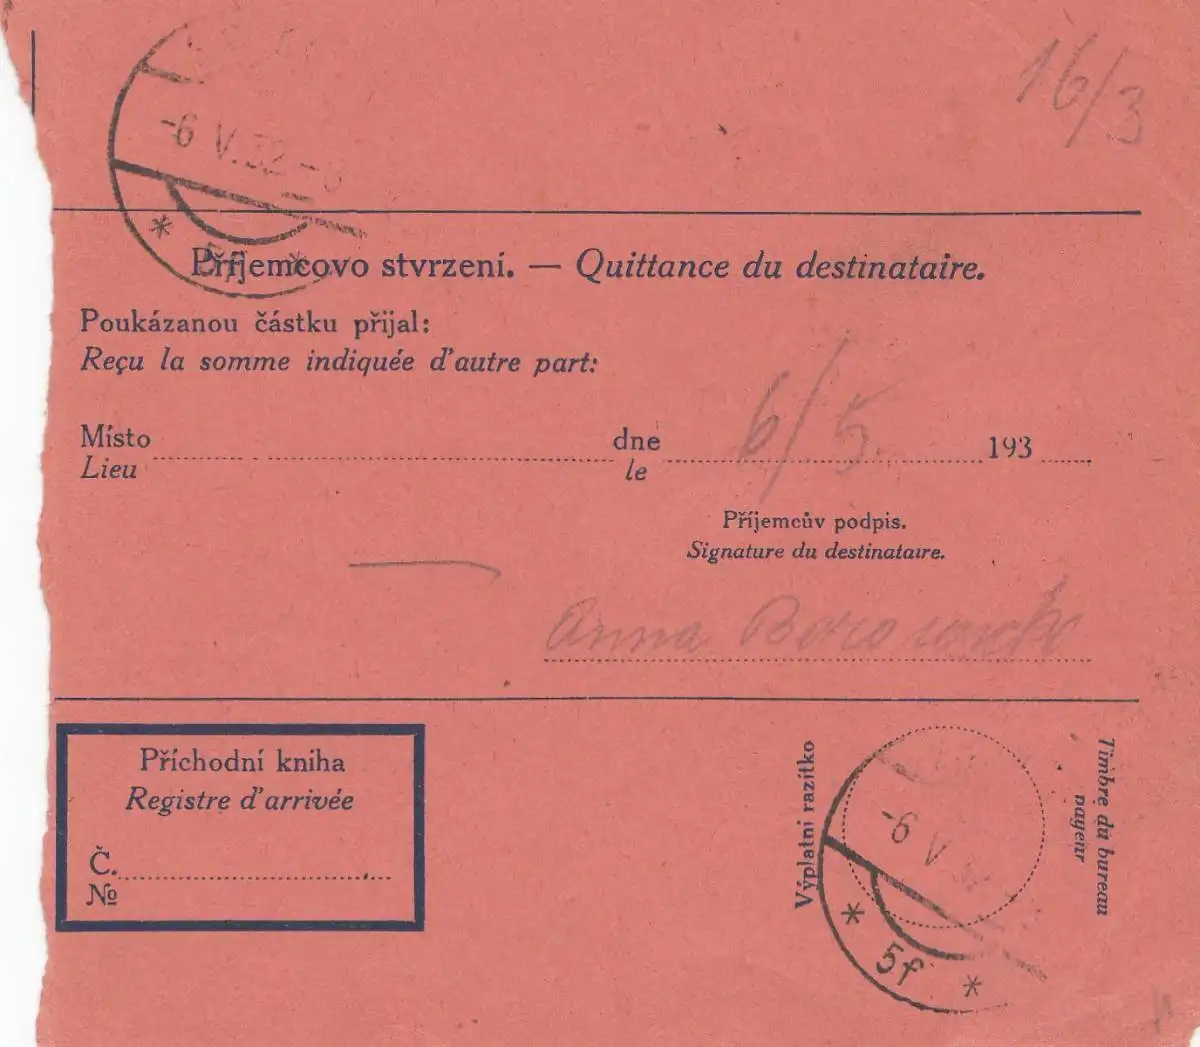 16/3
-6 V.32 -8
* 5f *
Příjemcovo stvrzení. — Quittance du destinataire.
Poukázanou částku přijal:
Reçu la somme indiquée d'autre part:
Místo
Lieu
dne 6/5 193
le
Příjemcův podpis.
Signature du destinataire.
Anna
Příchodní kniha
Registre d'arrivée
Č.
№
Výplatní razítko
Timbre du bureau
payeur
-6 V
* 5f *